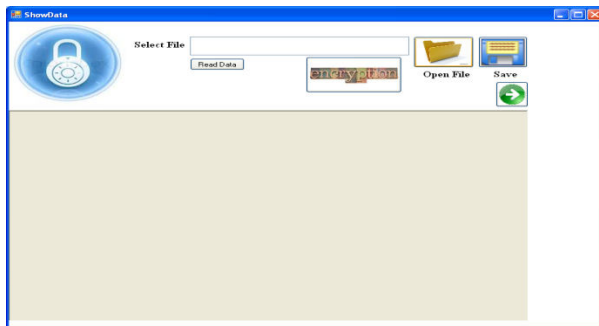 ShowData
Select File
Read Data
encryption
Open File
Save